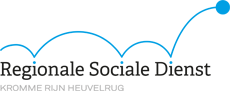 Regionale Sociale Dienst
KROMME RIJN HEUVELRUG